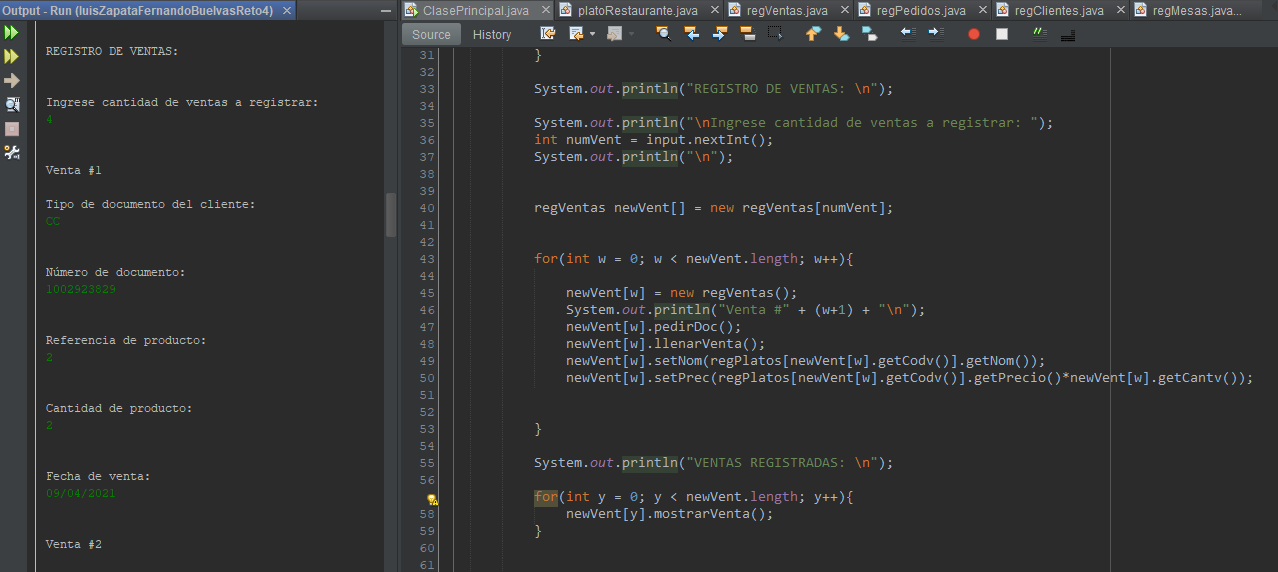 Output - Run (luisZapataFernandoBuelvasReto4)
REGISTRO DE VENTAS:
Ingrese cantidad de ventas a registrar:
4
Venta #1
Tipo de documento del cliente:
CC
Número de documento:
1002923829
Referencia de producto:
2
Cantidad de producto:
2
Fecha de venta:
09/04/2021
Venta #2
ClasePrincipal.java platoRestaurante.java regVentas.java regPedidos.java regClientes.java regMesas.java...
Source History
31 }
32
33 System.out.println("REGISTRO DE VENTAS: \n");
34
35 System.out.println("\nIngrese cantidad de ventas a registrar: ");
36 int numVent = input.nextInt();
37 System.out.println("\n");
38
39
40 regVentas newVent[] = new regVentas[numVent];
41
42
43 for(int w = 0; w < newVent.length; w++){
44
45 newVent[w] = new regVentas();
46 System.out.println("Venta #" + (w+1) + "\n");
47 newVent[w].pedirDoc();
48 newVent[w].llenarVenta();
49 newVent[w].setNom(regPlatos[newVent[w].getCodv()].getNom());
50 newVent[w].setPrec(regPlatos[newVent[w].getCodv()].getPrecio()*newVent[w].getCantv());
51
52
53 }
54
55 System.out.println("VENTAS REGISTRADAS: \n");
56
for(int y = 0; y < newVent.length; y++){
58 newVent[y].mostrarVenta();
59 }
60
61